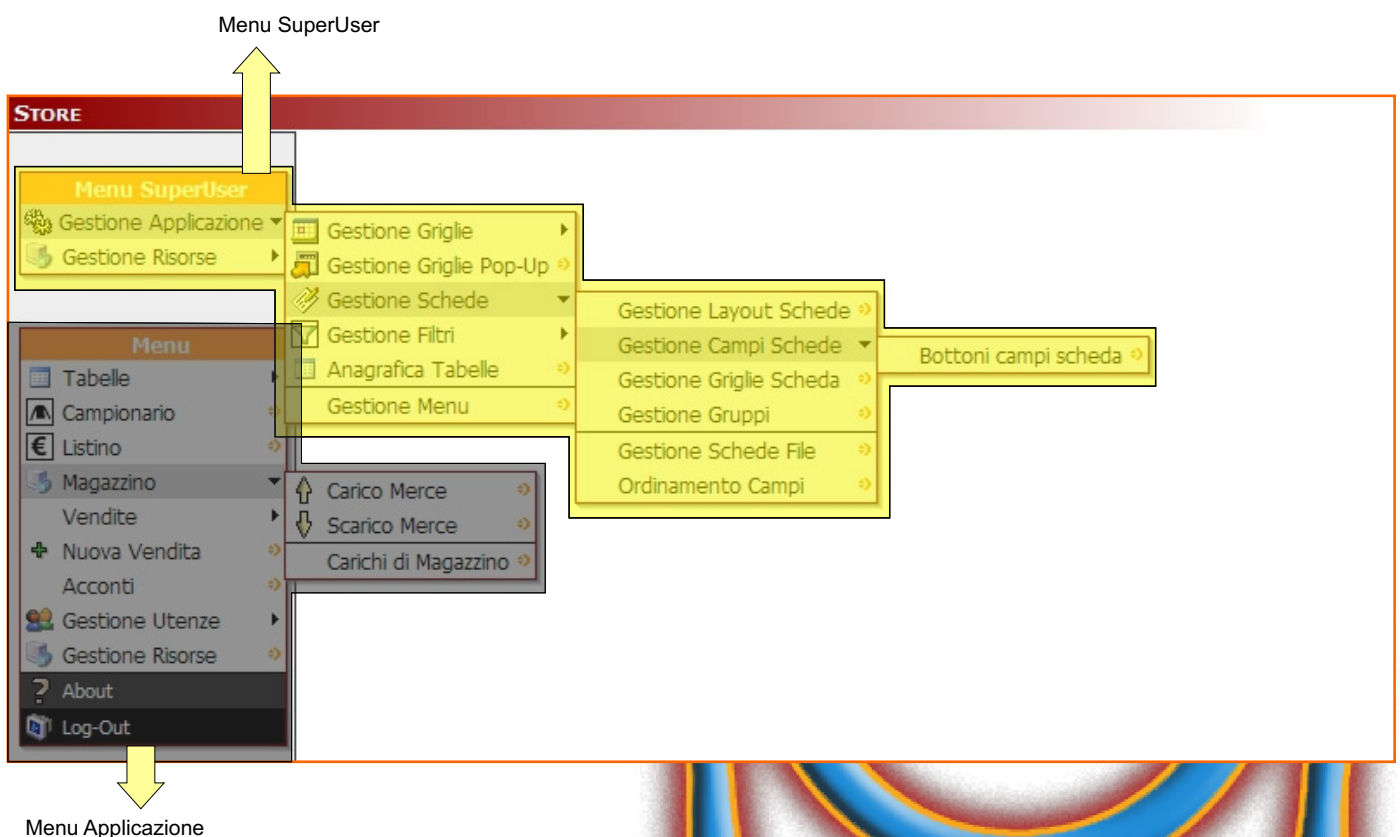 Menu SuperUser
STORE
Menu SuperUser
Gestione Applicazione
Gestione Risorse
Gestione Griglie
Gestione Griglie Pop-Up
Gestione Schede
Gestione Filtri
Anagrafica Tabelle
Gestione Menu
Gestione Layout Schede
Gestione Campi Schede
Gestione Griglie Scheda
Gestione Gruppi
Gestione Schede File
Ordinamento Campi
Bottoni campi scheda
Menu
Tabelle
Campionario
Listino
Magazzino
Vendite
Nuova Vendita
Acconti
Gestione Utenze
Gestione Risorse
About
Log-Out
Carico Merce
Scarico Merce
Carichi di Magazzino
Menu Applicazione